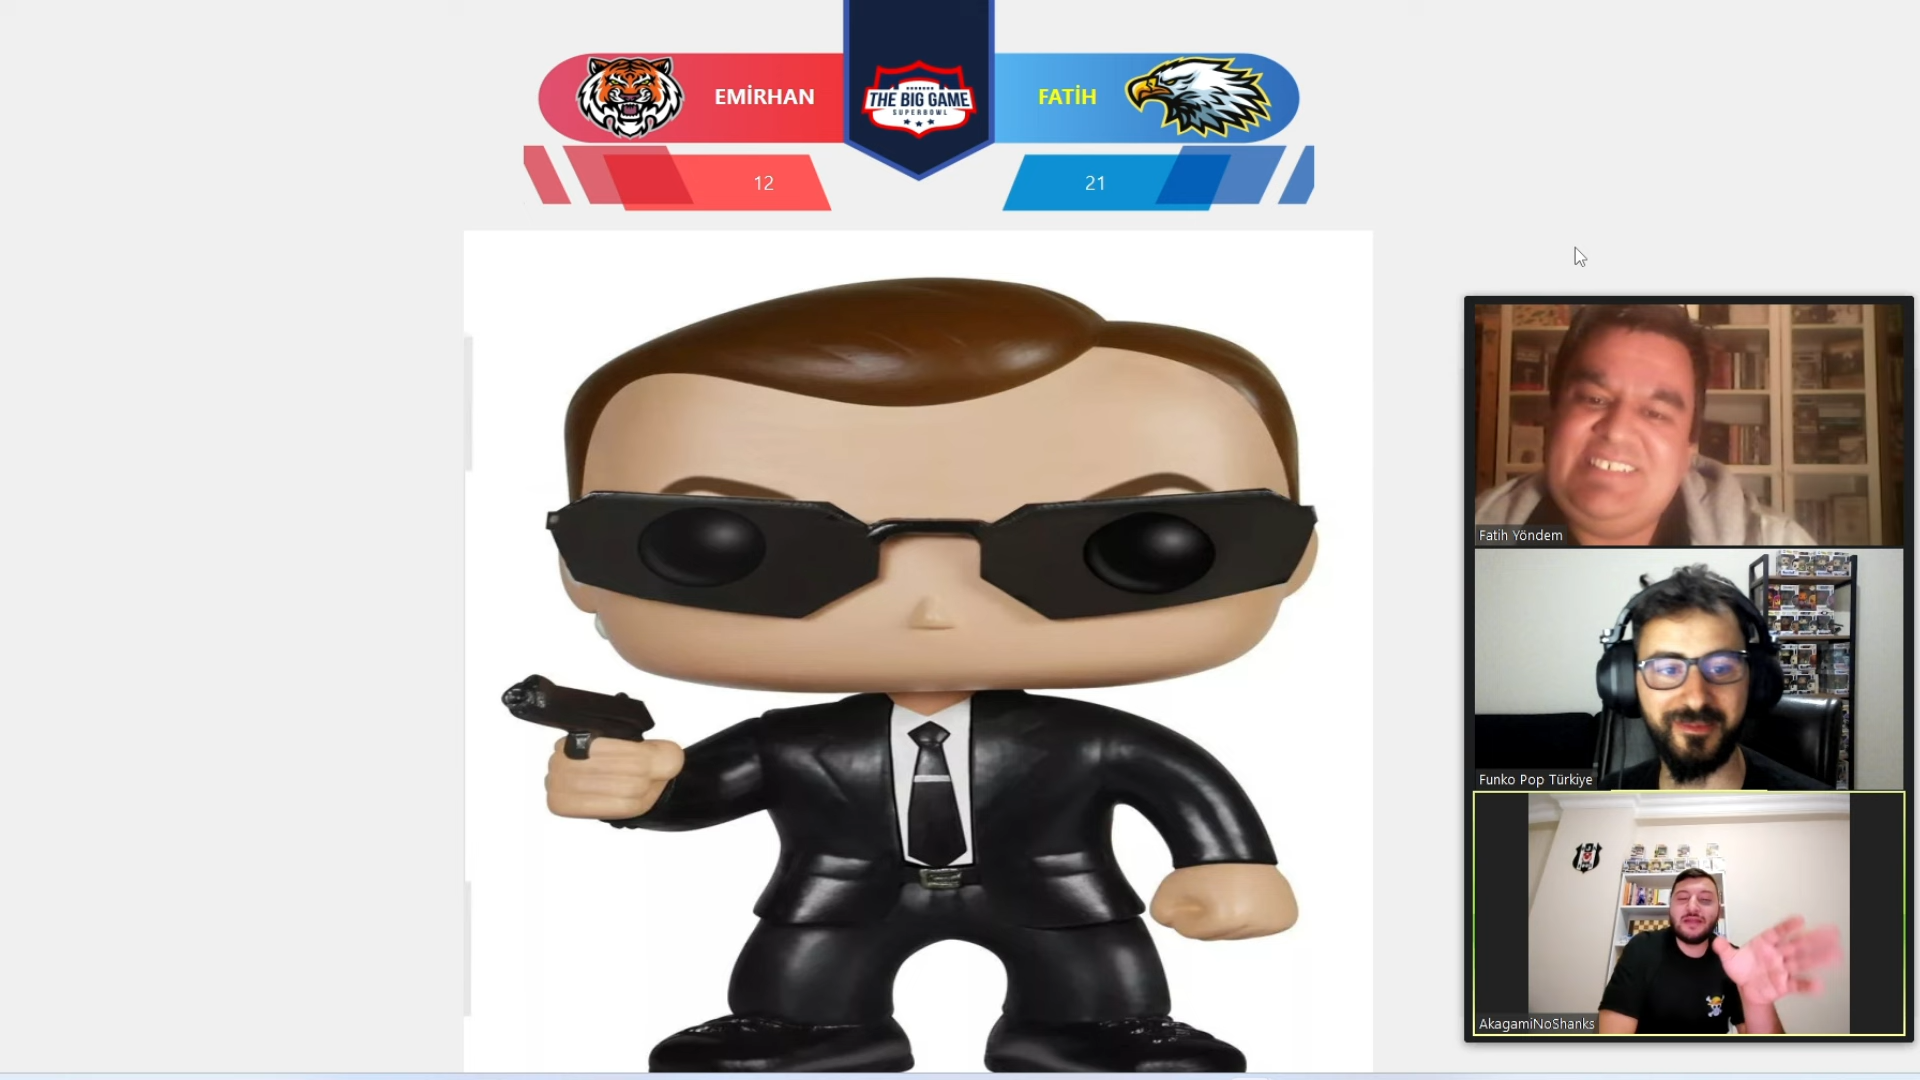 EMİRHAN
THE BIG GAME
SUPERBOWL
FATİH
12
21
Fatih Yöndem
Funko Pop Türkiye
AkagamiNoShanks